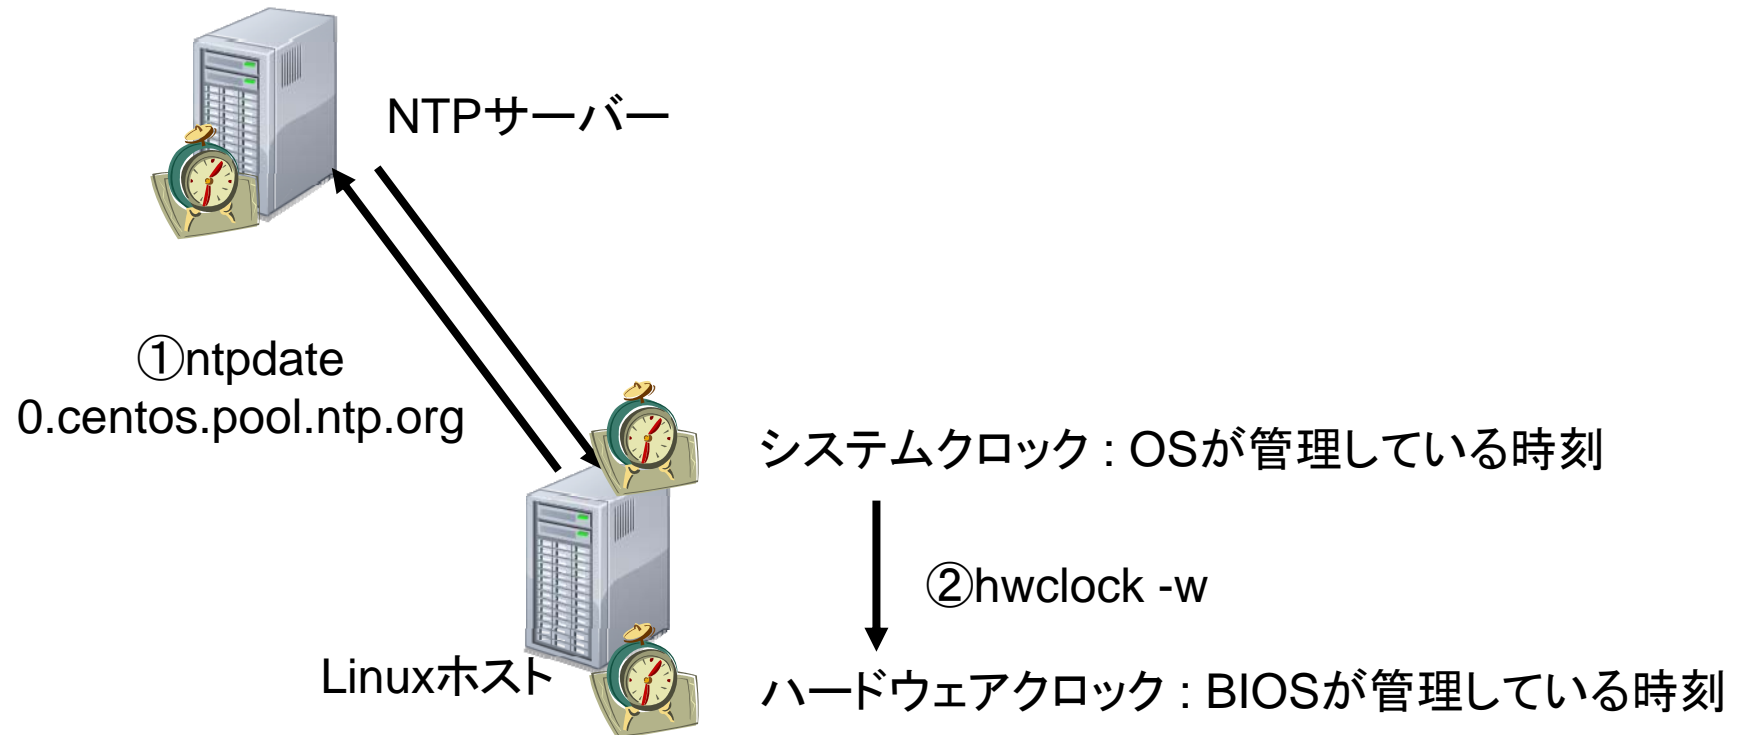 NTPサーバー
①ntpdate
0.centos.pool.ntp.org
システムクロック : OSが管理している時刻
②hwclock -w
Linuxホスト
ハードウェアクロック : BIOSが管理している時刻